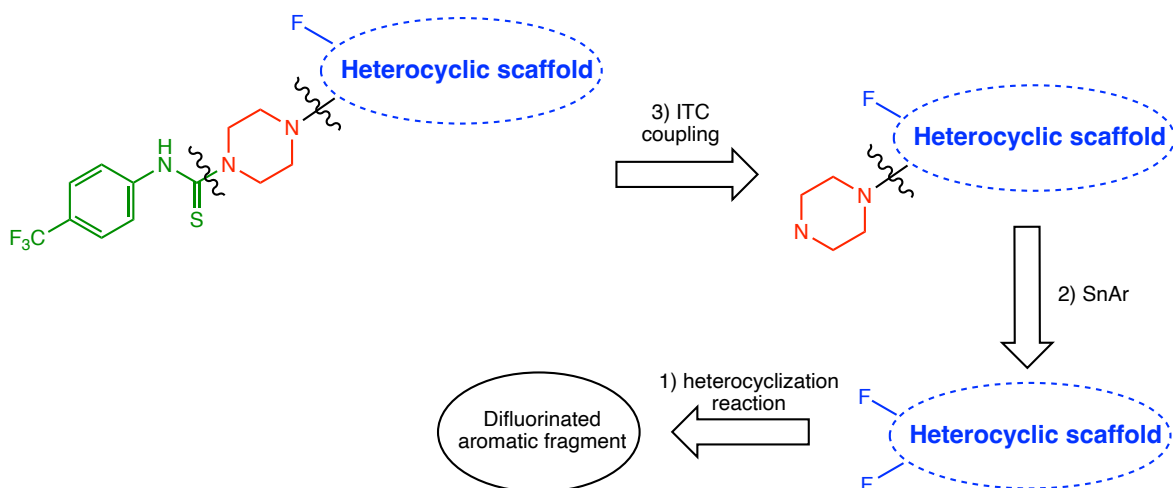 F
Heterocyclic scaffold
3) ITC
coupling
F
Heterocyclic scaffold
H
N
N
N
S
F3C
N
N
2) SnAr
1) heterocyclization
reaction
Difluorinated
aromatic fragment
F
Heterocyclic scaffold
F